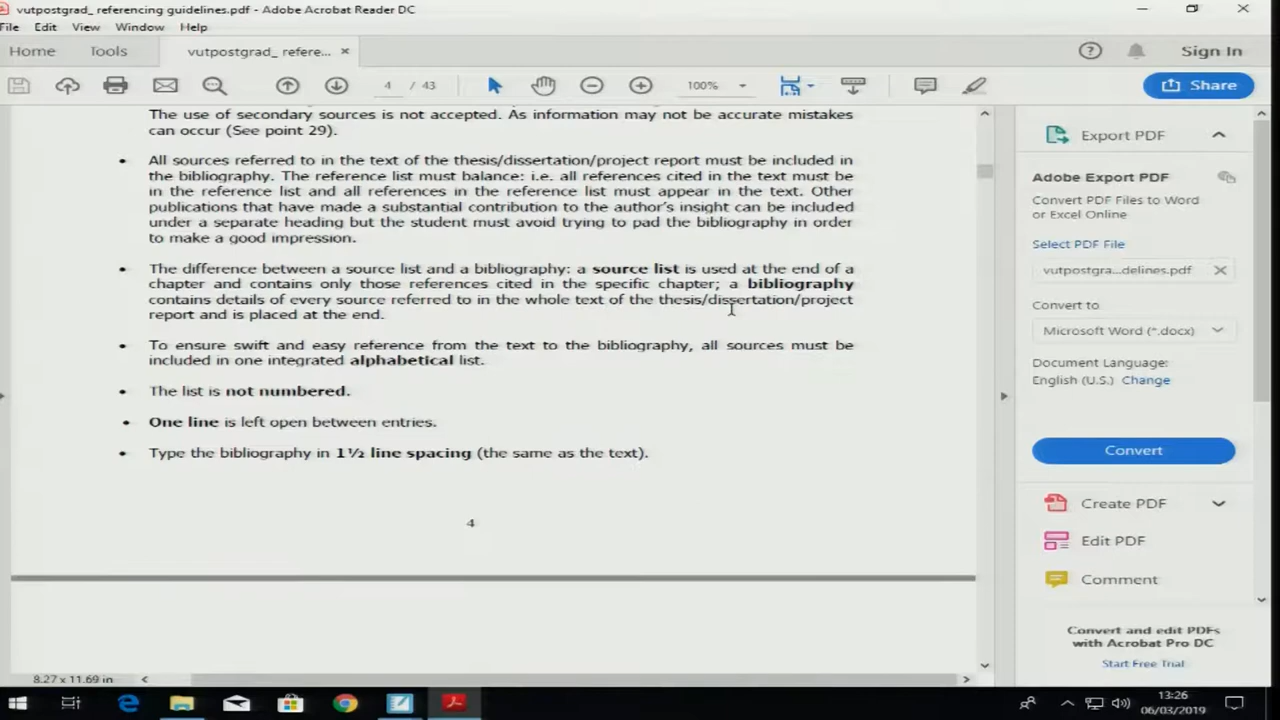 vutpostgrad_ referencing guidelines.pdf - Adobe Acrobat Reader DC
File Edit View Window Help
Home Tools vutpostgrad_ refere... × Sign In
4 / 43 100% Share
The use of secondary sources is not accepted. As information may not be accurate mistakes
can occur (See point 29).
• All sources referred to in the text of the thesis/dissertation/project report must be included in
the bibliography. The reference list must balance: i.e. all references cited in the text must be
in the reference list and all references in the reference list must appear in the text. Other
publications that have made a substantial contribution to the author's insight can be included
under a separate heading but the student must avoid trying to pad the bibliography in order
to make a good impression.
• The difference between a source list and a bibliography: a source list is used at the end of a
chapter and contains only those references cited in the specific chapter; a bibliography
contains details of every source referred to in the whole text of the thesis/dissertation/project
report and is placed at the end.
• To ensure swift and easy reference from the text to the bibliography, all sources must be
included in one integrated alphabetical list.
• The list is not numbered.
• One line is left open between entries.
• Type the bibliography in 1½ line spacing (the same as the text).
4
8.27 x 11.69 in
Export PDF
Adobe Export PDF
Convert PDF Files to Word
or Excel Online
Select PDF File
vutpostgra...delines.pdf
Convert to
Microsoft Word (*.docx)
Document Language:
English (U.S.) Change
Convert
Create PDF
Edit PDF
Comment
Convert and edit PDFs
with Acrobat Pro DC
Start Free Trial
13:26
06/03/2019